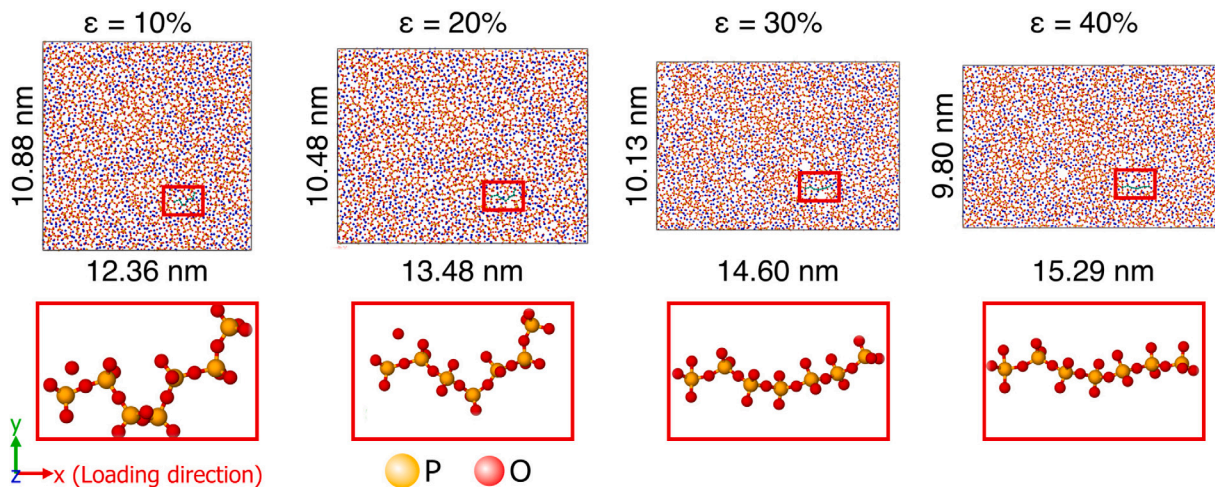 ε = 10%
ε = 20%
ε = 30%
ε = 40%
10.88 nm
10.48 nm
10.13 nm
9.80 nm
12.36 nm
13.48 nm
14.60 nm
15.29 nm
y
z
x (Loading direction)
P
O